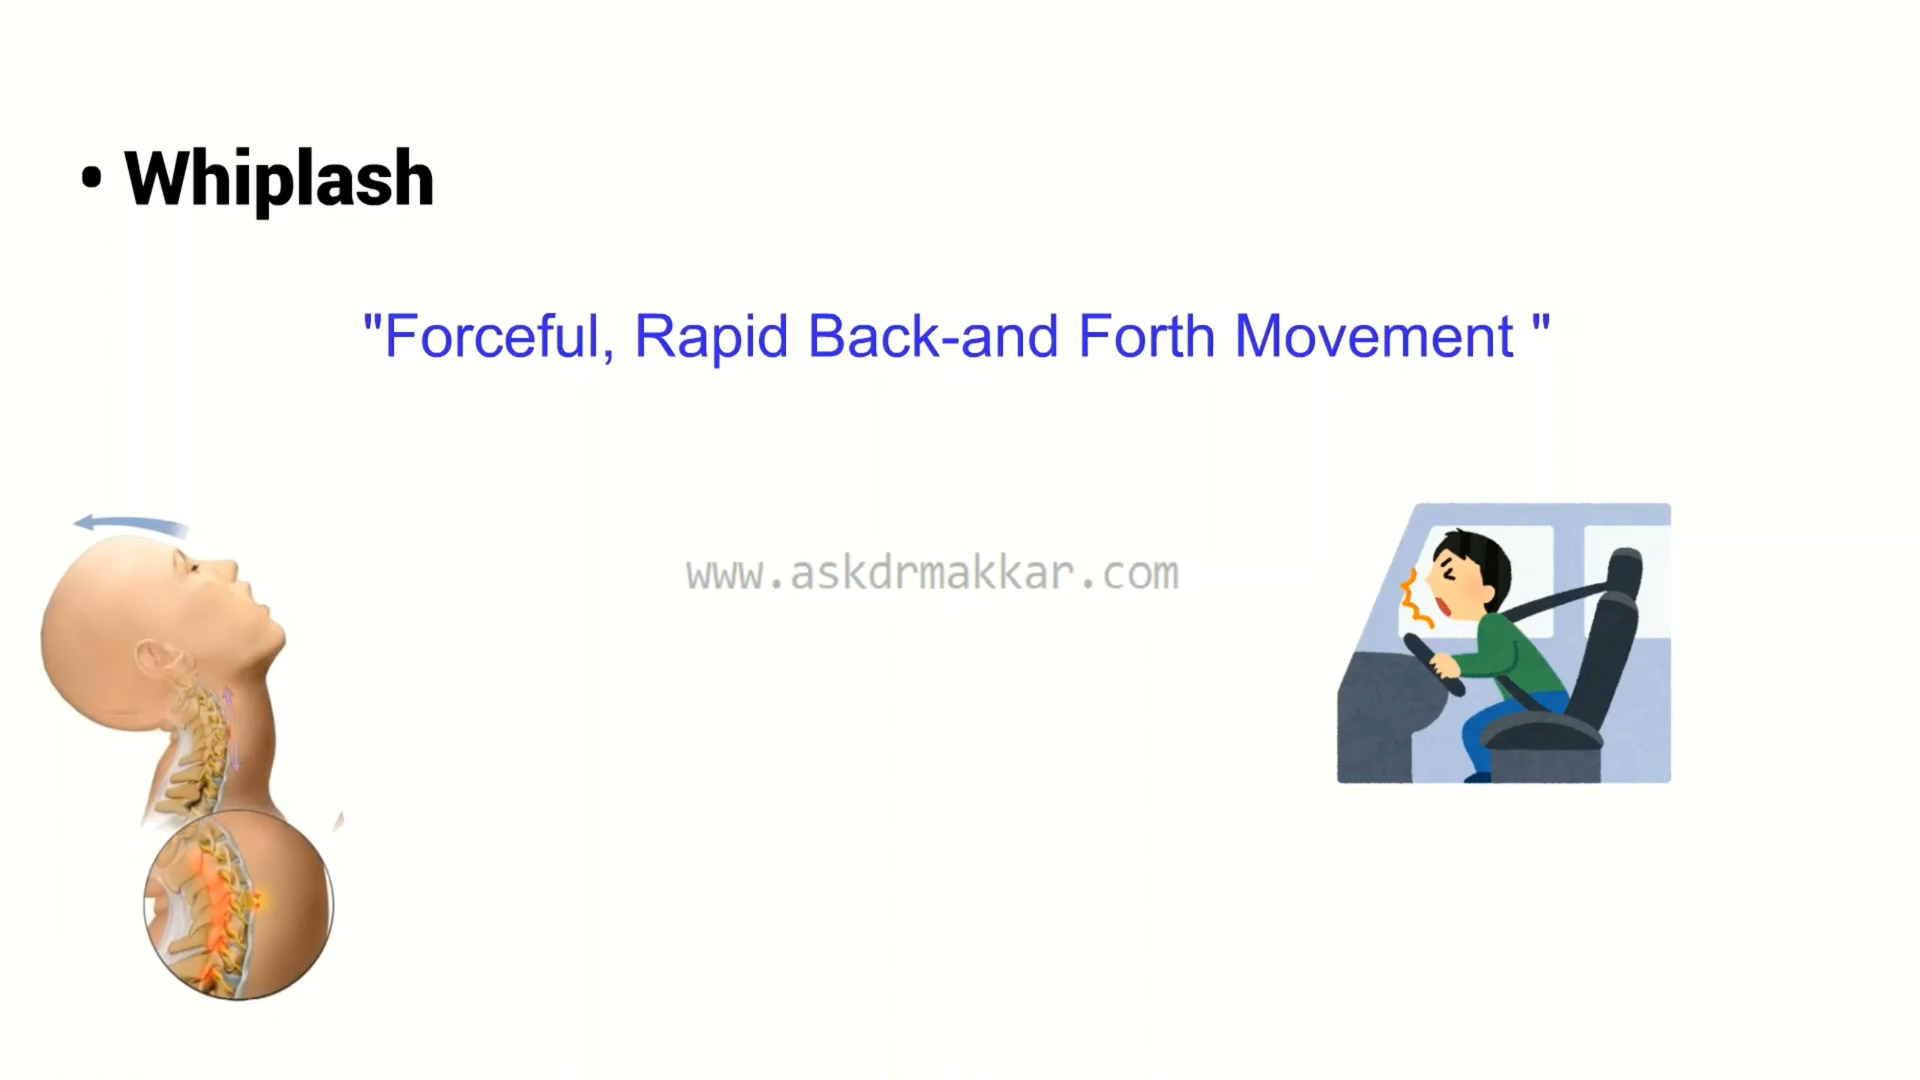 • Whiplash
"Forceful, Rapid Back-and Forth Movement "
www.askdrmakkar.com